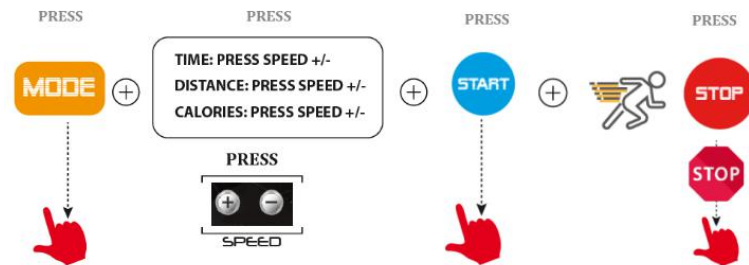 PRESS
PRESS
PRESS
PRESS
MODE
TIME: PRESS SPEED +/-
DISTANCE: PRESS SPEED +/-
CALORIES: PRESS SPEED +/-
START
STOP
PRESS
STOP
SPEED